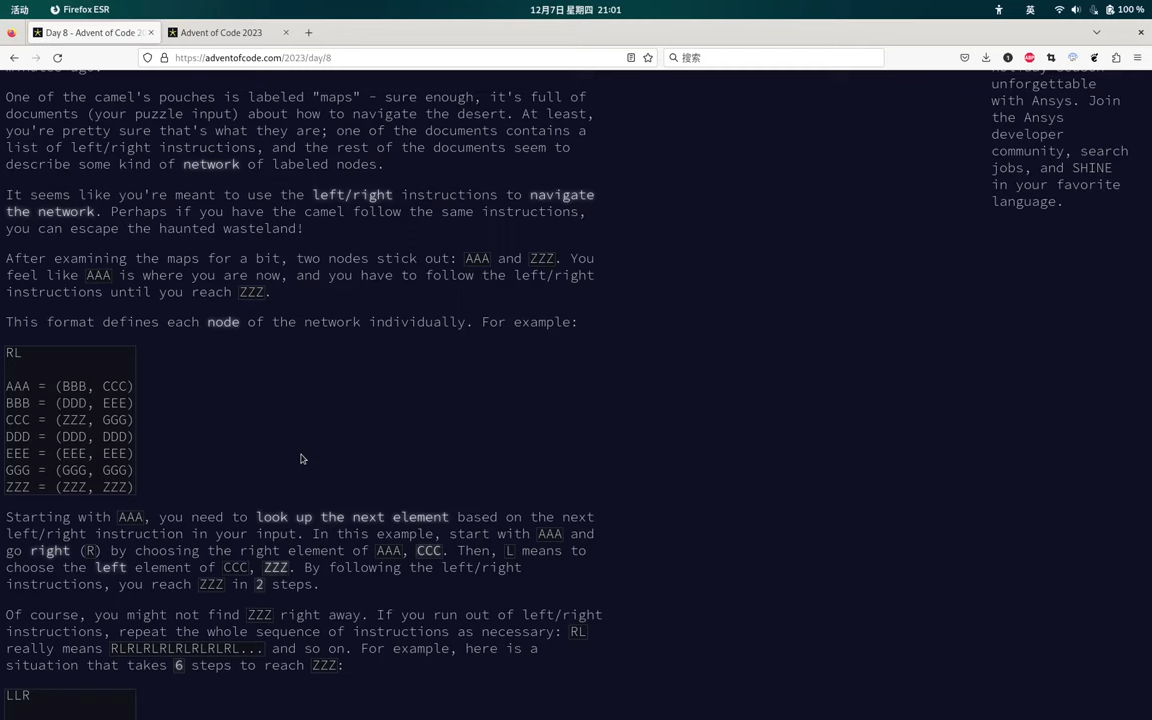 活动
Firefox ESR
12月7日 星期四 21:01
英
100 %
Day 8 - Advent of Code 2
Advent of Code 2023
https://adventofcode.com/2023/day/8
搜索
minutes ago.
One of the camel's pouches is labeled "maps" - sure enough, it's full of
documents (your puzzle input) about how to navigate the desert. At least,
you're pretty sure that's what they are; one of the documents contains a
list of left/right instructions, and the rest of the documents seem to
describe some kind of network of labeled nodes.
It seems like you're meant to use the left/right instructions to navigate
the network. Perhaps if you have the camel follow the same instructions,
you can escape the haunted wasteland!
After examining the maps for a bit, two nodes stick out: AAA and ZZZ. You
feel like AAA is where you are now, and you have to follow the left/right
instructions until you reach ZZZ.
This format defines each node of the network individually. For example:
RL
AAA = (BBB, CCC)
BBB = (DDD, EEE)
CCC = (ZZZ, GGG)
DDD = (DDD, DDD)
EEE = (EEE, EEE)
GGG = (GGG, GGG)
ZZZ = (ZZZ, ZZZ)
Starting with AAA, you need to look up the next element based on the next
left/right instruction in your input. In this example, start with AAA and
go right (R) by choosing the right element of AAA, CCC. Then, L means to
choose the left element of CCC, ZZZ. By following the left/right
instructions, you reach ZZZ in 2 steps.
Of course, you might not find ZZZ right away. If you run out of left/right
instructions, repeat the whole sequence of instructions as necessary: RL
really means RLRLRLRLRLRLRLRL... and so on. For example, here is a
situation that takes 6 steps to reach ZZZ:
LLR
unforgettable
with Ansys. Join
the Ansys
developer
community, search
jobs, and SHINE
in your favorite
language.